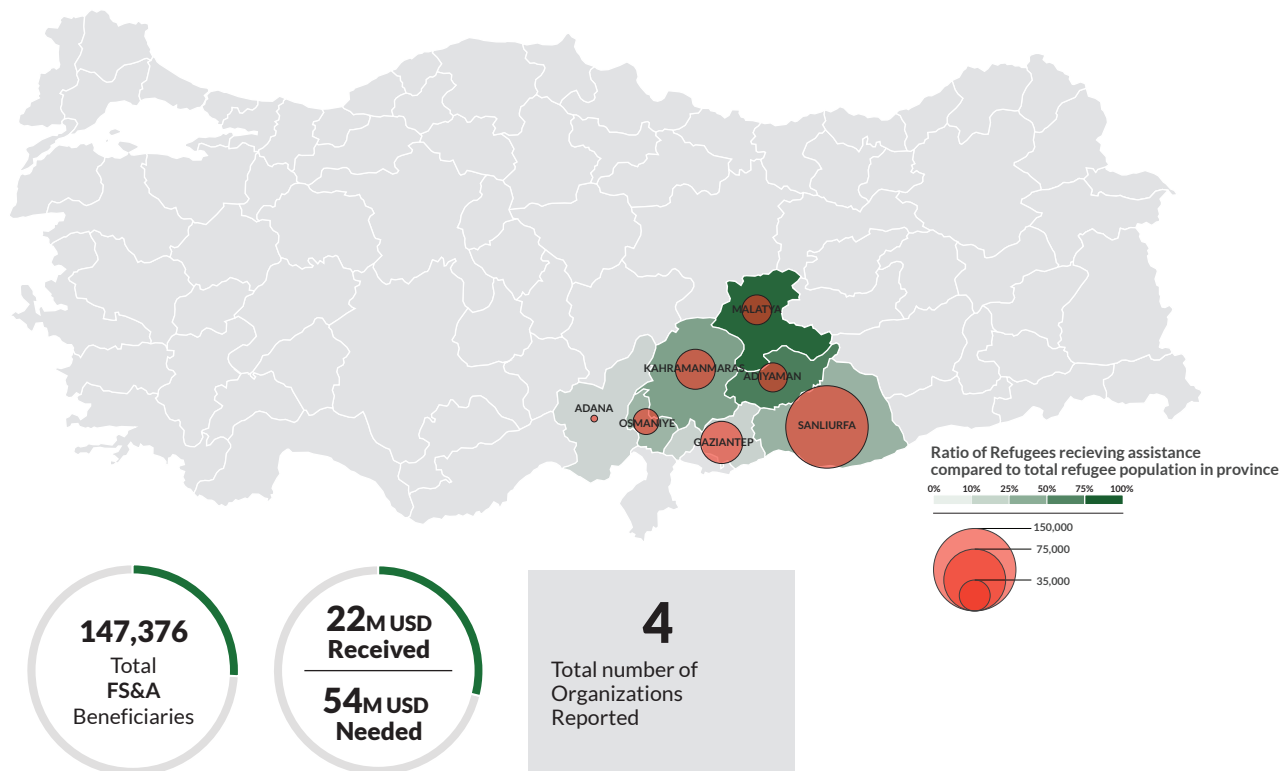 MALATYA
KAHRAMANMARAS
ADIYAMAN
ADANA
OSMANIYE
SANLIURFA
GAZIANTEP
Ratio of Refugees recieving assistance
compared to total refugee population in province
0% 10% 25% 50% 75% 100%
150,000
75,000
35,000
147,376
Total
FS&A
Beneficiaries
22M USD
Received
54M USD
Needed
4
Total number of
Organizations
Reported